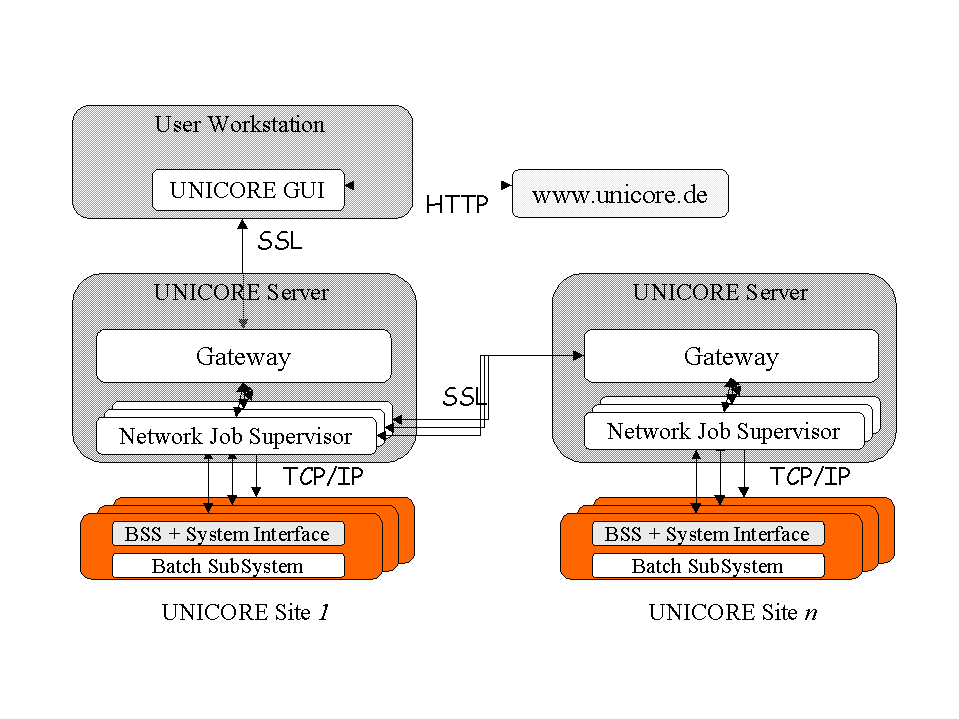 User Workstation
UNICORE GUI
HTTP
www.unicore.de
SSL
UNICORE Server
Gateway
Network Job Supervisor
SSL
TCP/IP
BSS + System Interface
Batch SubSystem
UNICORE Site 1
UNICORE Server
Gateway
Network Job Supervisor
TCP/IP
BSS + System Interface
Batch SubSystem
UNICORE Site n